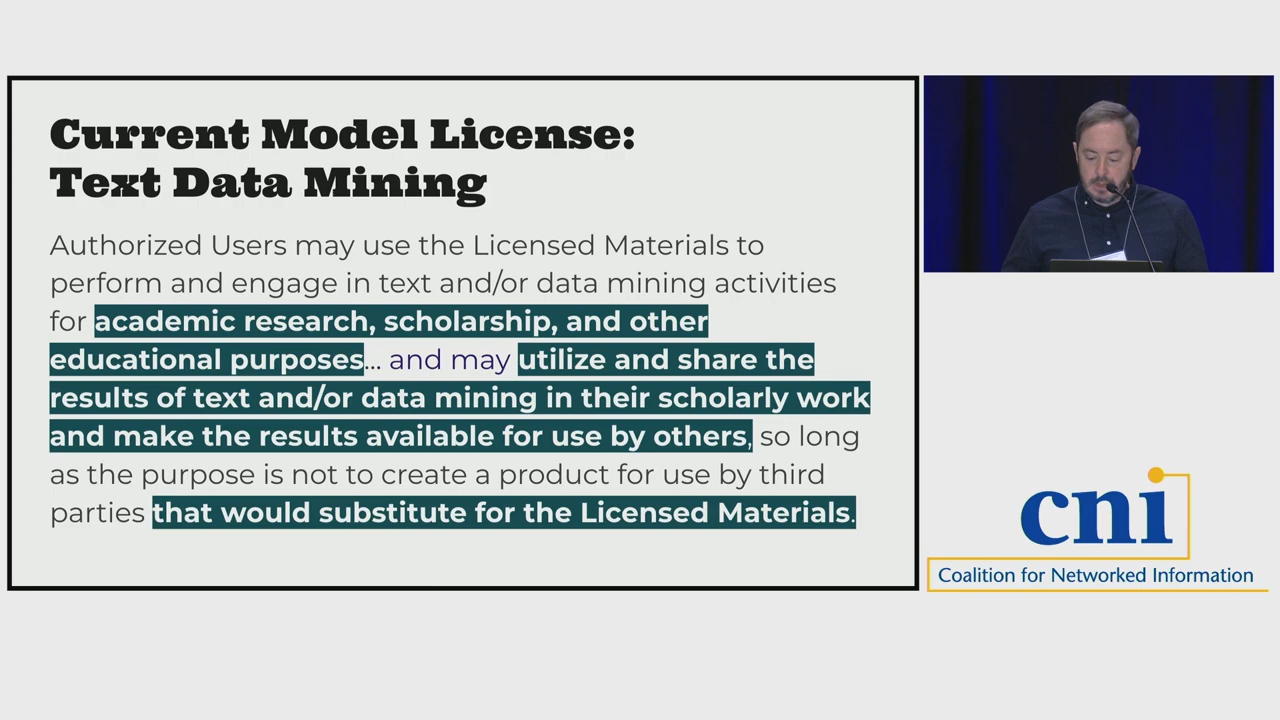 Current Model License:
Text Data Mining
Authorized Users may use the Licensed Materials to
perform and engage in text and/or data mining activities
for academic research, scholarship, and other
educational purposes... and may utilize and share the
results of text and/or data mining in their scholarly work
and make the results available for use by others, so long
as the purpose is not to create a product for use by third
parties that would substitute for the Licensed Materials.
cni
Coalition for Networked Information